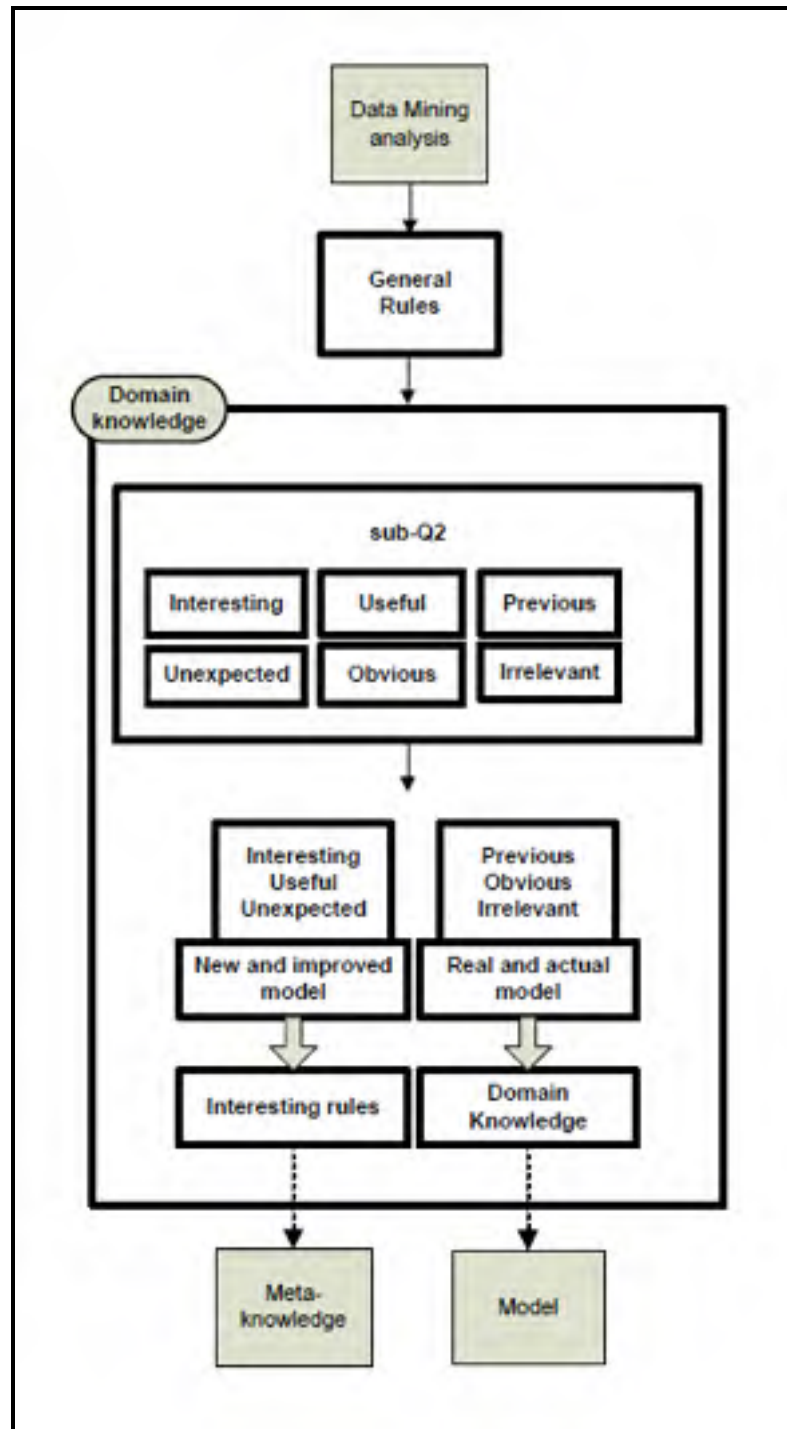 Data Mining
analysis
General
Rules
Domain
knowledge
sub-Q2
Interesting
Useful
Previous
Unexpected
Obvious
Irrelevant
Interesting
Useful
Unexpected
New and improved
model
Previous
Obvious
Irrelevant
Real and actual
model
Interesting rules
Domain
Knowledge
Meta-
knowledge
Model